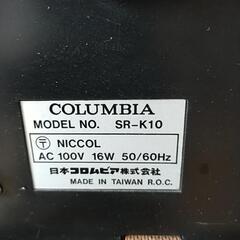 COLUMBIA
MODEL NO. SR-K10
〒 NICCOL
AC 100V 16W 50/60Hz
日本コロムビア株式会社
MADE IN TAIWAN R.O.C.